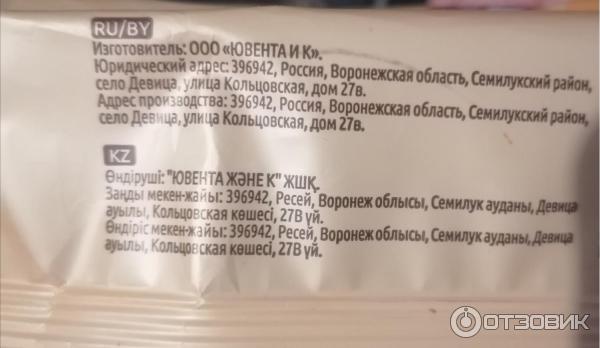 RU/BY
Изготовитель: ООО «ЮВЕНТА И К».
Юридический адрес: 396942, Россия, Воронежская область, Семилукский район,
село Девица, улица Кольцовская, дом 27в.
Адрес производства: 396942, Россия, Воронежская область, Семилукский район,
село Девица, улица Кольцовская, дом 27в.
KZ
Өндіруші: "ЮВЕНТА ЖӘНЕ К" ЖШҚ.
Заңды мекен-жайы: 396942, Ресей, Воронеж облысы, Семилук ауданы, Девица
ауылы, Кольцовская көшесі, 27В үй.
Өндіріс мекен-жайы: 396942, Ресей, Воронеж облысы, Семилук ауданы, Девица
ауылы, Кольцовская көшесі, 27В үй.
ОТЗОВИК